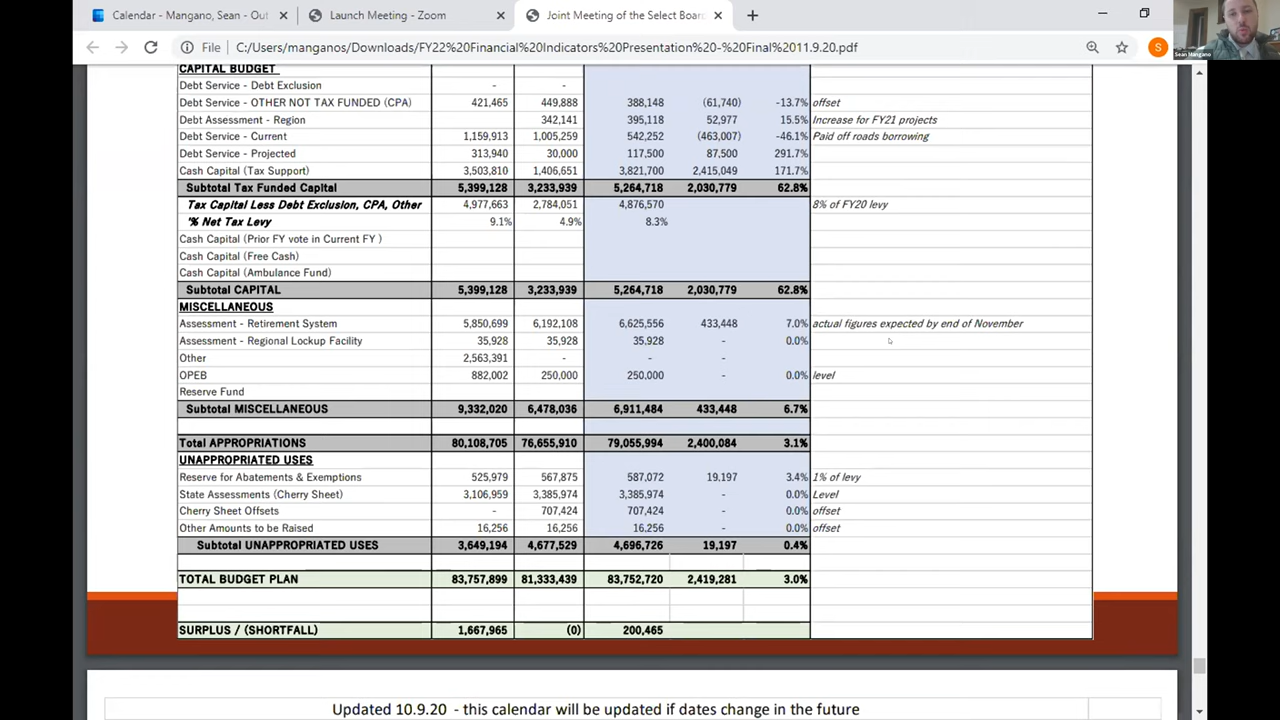 Calendar - Mangano, Sean - Out
Launch Meeting - Zoom
Joint Meeting of the Select Boar
File C:/Users/manganos/Downloads/FY22%20Financial%20Indicators%20Presentation%20-%20Final%2011.9.20.pdf
S
Sean Mangano
CAPITAL BUDGET
Debt Service - Debt Exclusion - -
Debt Service - OTHER NOT TAX FUNDED (CPA) 421,465 449,888 388,148 (61,740) -13.7% offset
Debt Assessment - Region 342,141 395,118 52,977 15.5% Increase for FY21 projects
Debt Service - Current 1,159,913 1,005,259 542,252 (463,007) -46.1% Paid off roads borrowing
Debt Service - Projected 313,940 30,000 117,500 87,500 291.7%
Cash Capital (Tax Support) 3,503,810 1,406,651 3,821,700 2,415,049 171.7%
Subtotal Tax Funded Capital 5,399,128 3,233,939 5,264,718 2,030,779 62.8%
Tax Capital Less Debt Exclusion, CPA, Other 4,977,663 2,784,051 4,876,570 8% of FY20 levy
% Net Tax Levy 9.1% 4.9% 8.3%
Cash Capital (Prior FY vote in Current FY )
Cash Capital (Free Cash)
Cash Capital (Ambulance Fund)
Subtotal CAPITAL 5,399,128 3,233,939 5,264,718 2,030,779 62.8%
MISCELLANEOUS
Assessment - Retirement System 5,850,699 6,192,108 6,625,556 433,448 7.0% actual figures expected by end of November
Assessment - Regional Lockup Facility 35,928 35,928 35,928 - 0.0%
Other 2,563,391 - - -
OPEB 882,002 250,000 250,000 - 0.0% level
Reserve Fund
Subtotal MISCELLANEOUS 9,332,020 6,478,036 6,911,484 433,448 6.7%
Total APPROPRIATIONS 80,108,705 76,655,910 79,055,994 2,400,084 3.1%
UNAPPROPRIATED USES
Reserve for Abatements & Exemptions 525,979 567,875 587,072 19,197 3.4% 1% of levy
State Assessments (Cherry Sheet) 3,106,959 3,385,974 3,385,974 - 0.0% Level
Cherry Sheet Offsets - 707,424 707,424 - 0.0% offset
Other Amounts to be Raised 16,256 16,256 16,256 - 0.0% offset
Subtotal UNAPPROPRIATED USES 3,649,194 4,677,529 4,696,726 19,197 0.4%
TOTAL BUDGET PLAN 83,757,899 81,333,439 83,752,720 2,419,281 3.0%
SURPLUS / (SHORTFALL) 1,667,965 (0) 200,465
Updated 10.9.20 - this calendar will be updated if dates change in the future